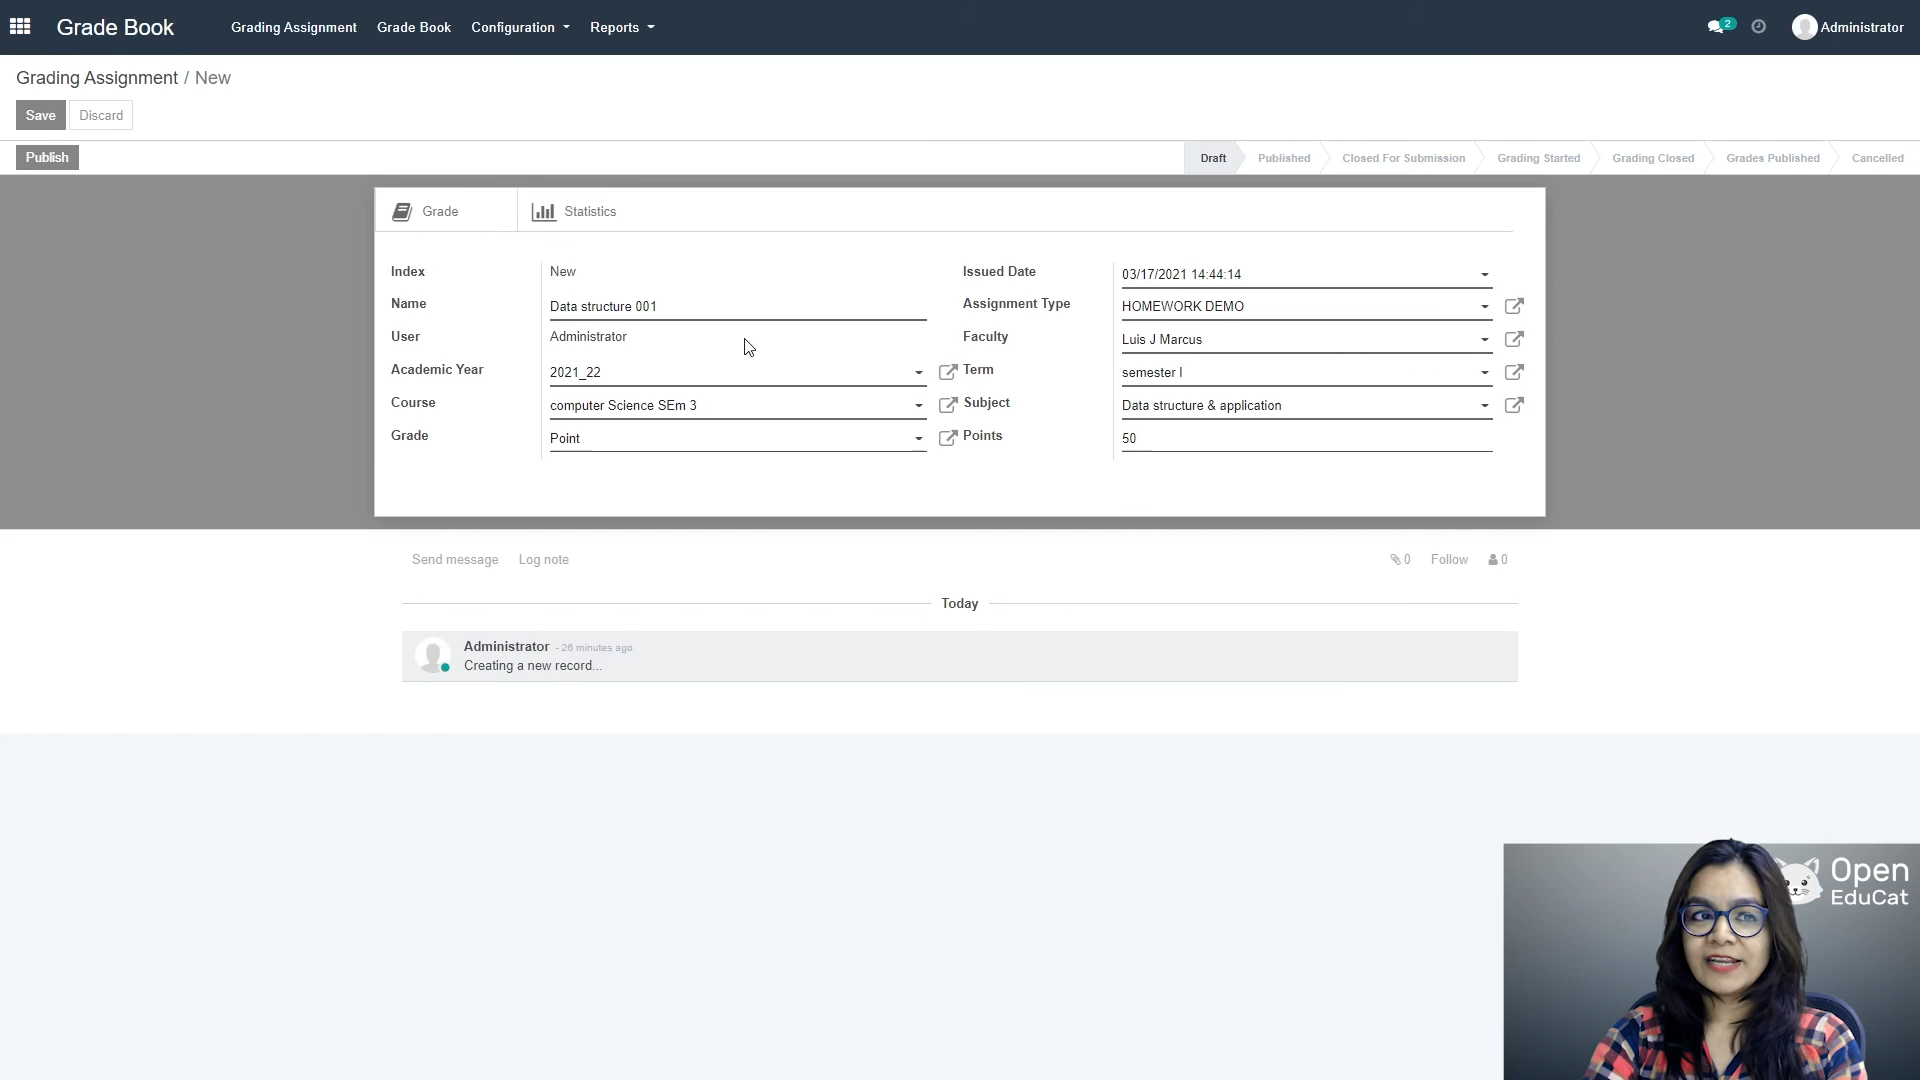 Grade Book
Grading Assignment
Grade Book
Configuration
Reports
2
Administrator
Grading Assignment / New
Save
Discard
Publish
Draft
Published
Closed For Submission
Grading Started
Grading Closed
Grades Published
Cancelled
Grade
Statistics
Index New
Issued Date 03/17/2021 14:44:14
Name Data structure 001
Assignment Type HOMEWORK DEMO
User Administrator
Faculty Luis J Marcus
Academic Year 2021_22
Term semester I
Course computer Science SEm 3
Subject Data structure & application
Grade Point
Points 50
Send message
Log note
0
Follow
0
Today
Administrator - 26 minutes ago
Creating a new record...
Open
EduCat